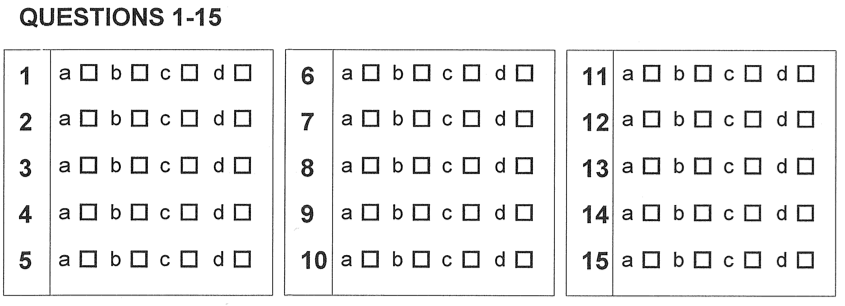 QUESTIONS 1-15
1 a b c d
2 a b c d
3 a b c d
4 a b c d
5 a b c d
6 a b c d
7 a b c d
8 a b c d
9 a b c d
10 a b c d
11 a b c d
12 a b c d
13 a b c d
14 a b c d
15 a b c d